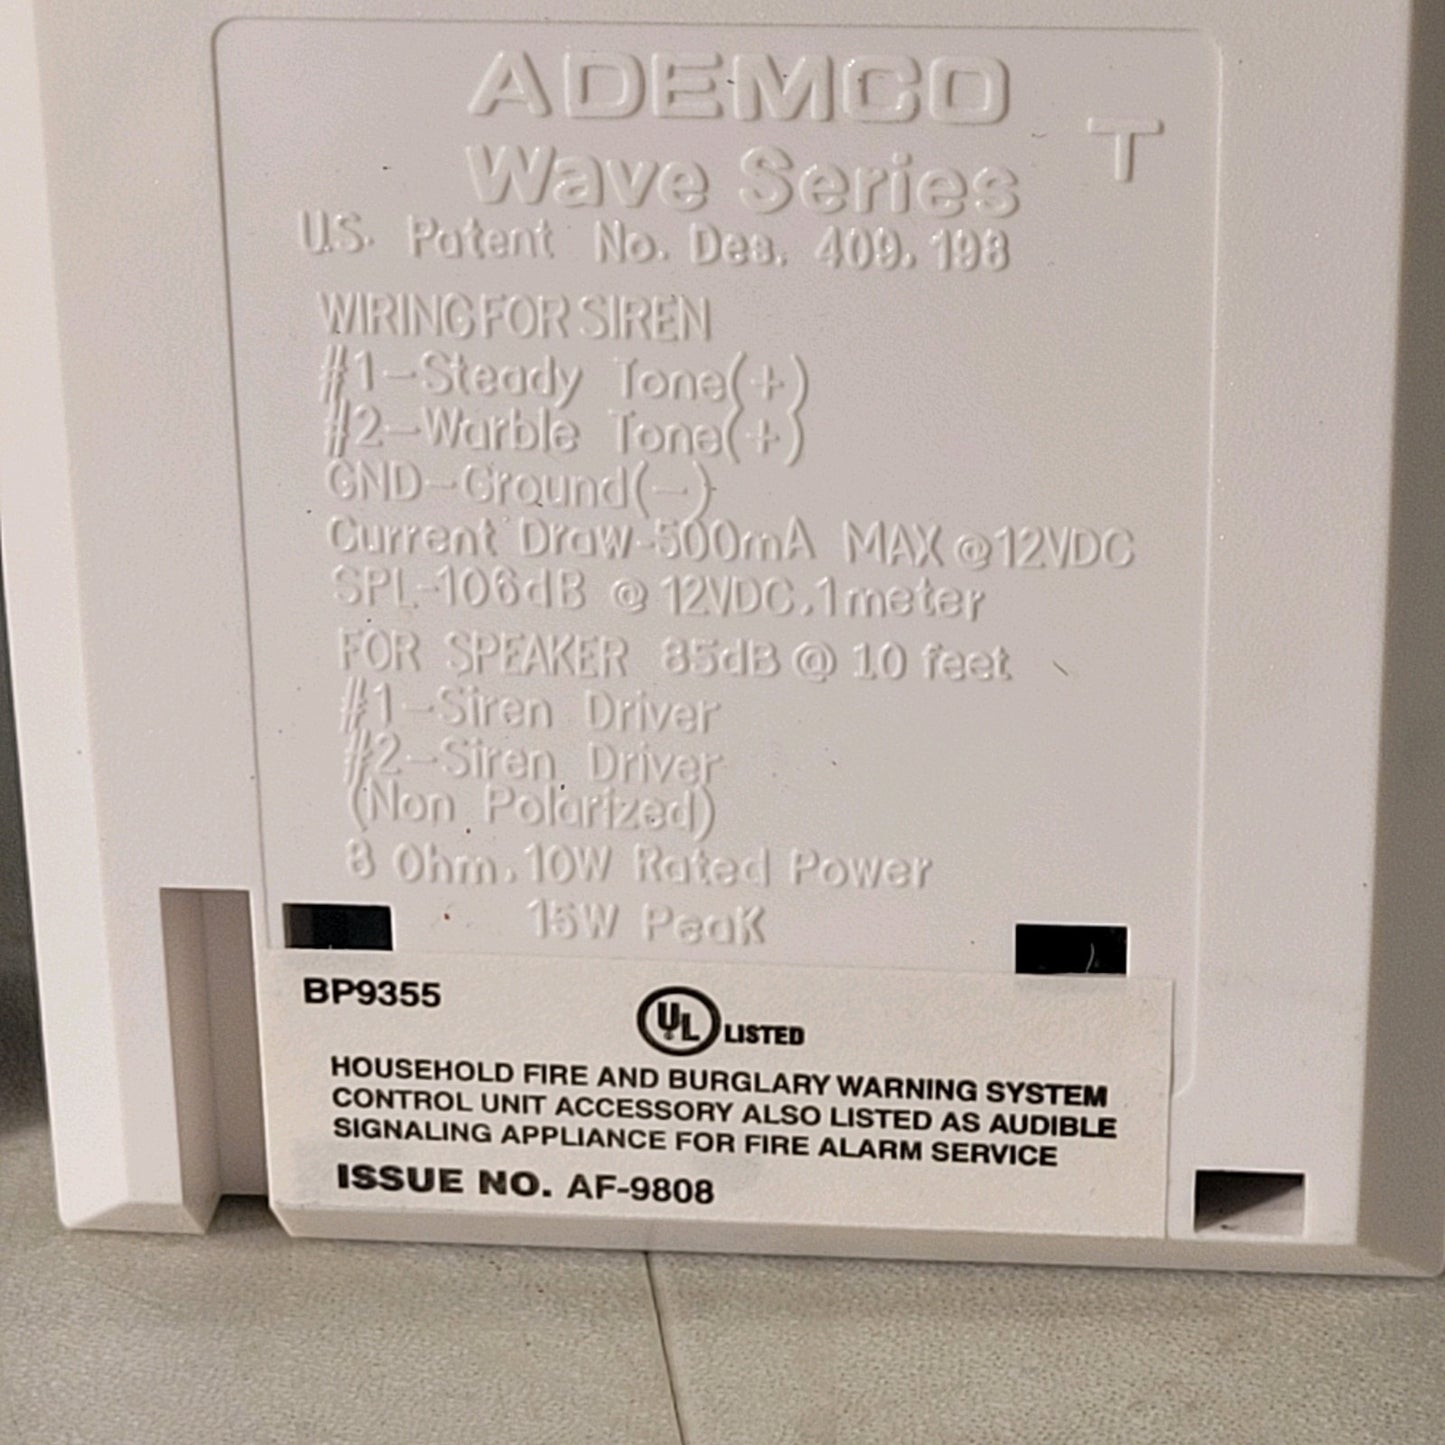 ADEMCO
T
Wave Series
U.S. Patent No. Des. 409,198
WIRING FOR SIREN
#1-Steady Tone(+)
#2-Warble Tone(+)
GND-Ground(-)
Current Draw-500mA MAX @12VDC
SPL-106dB @ 12VDC,1meter
FOR SPEAKER 85dB @ 10 feet
#1-Siren Driver
#2-Siren Driver
(Non Polarized)
8 Ohm, 10W Rated Power
15W Peak
BP9355
UL LISTED
HOUSEHOLD FIRE AND BURGLARY WARNING SYSTEM
CONTROL UNIT ACCESSORY ALSO LISTED AS AUDIBLE
SIGNALING APPLIANCE FOR FIRE ALARM SERVICE
ISSUE NO. AF-9808